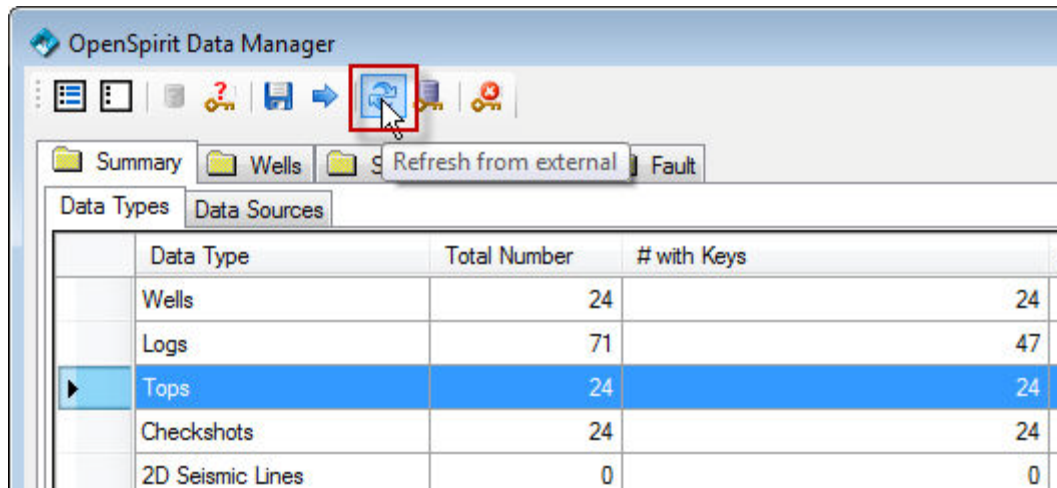 OpenSpirit Data Manager
Summary Wells S Refresh from external Fault
Data Types Data Sources
Data Type Total Number # with Keys
Wells 24 24
Logs 71 47
Tops 24 24
Checkshots 24 24
2D Seismic Lines 0 0